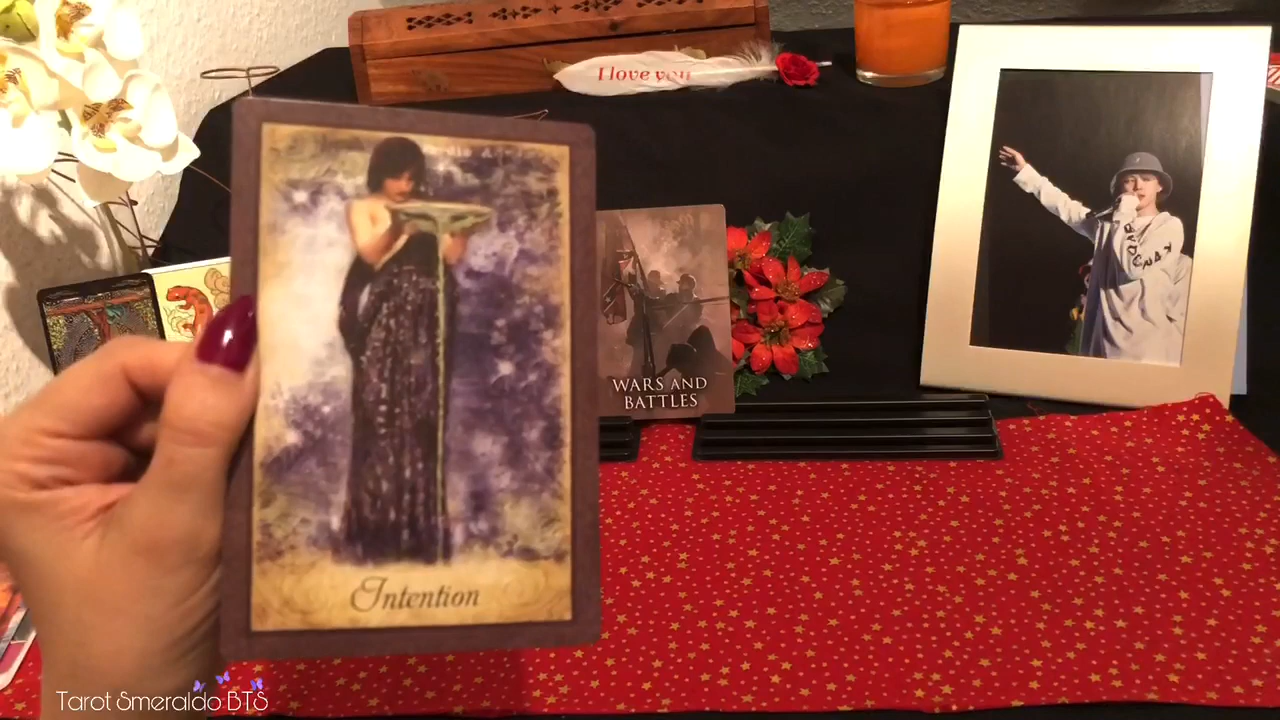 I love you
WARS AND
BATTLES
Intention
Tarot Smeraldo BTS